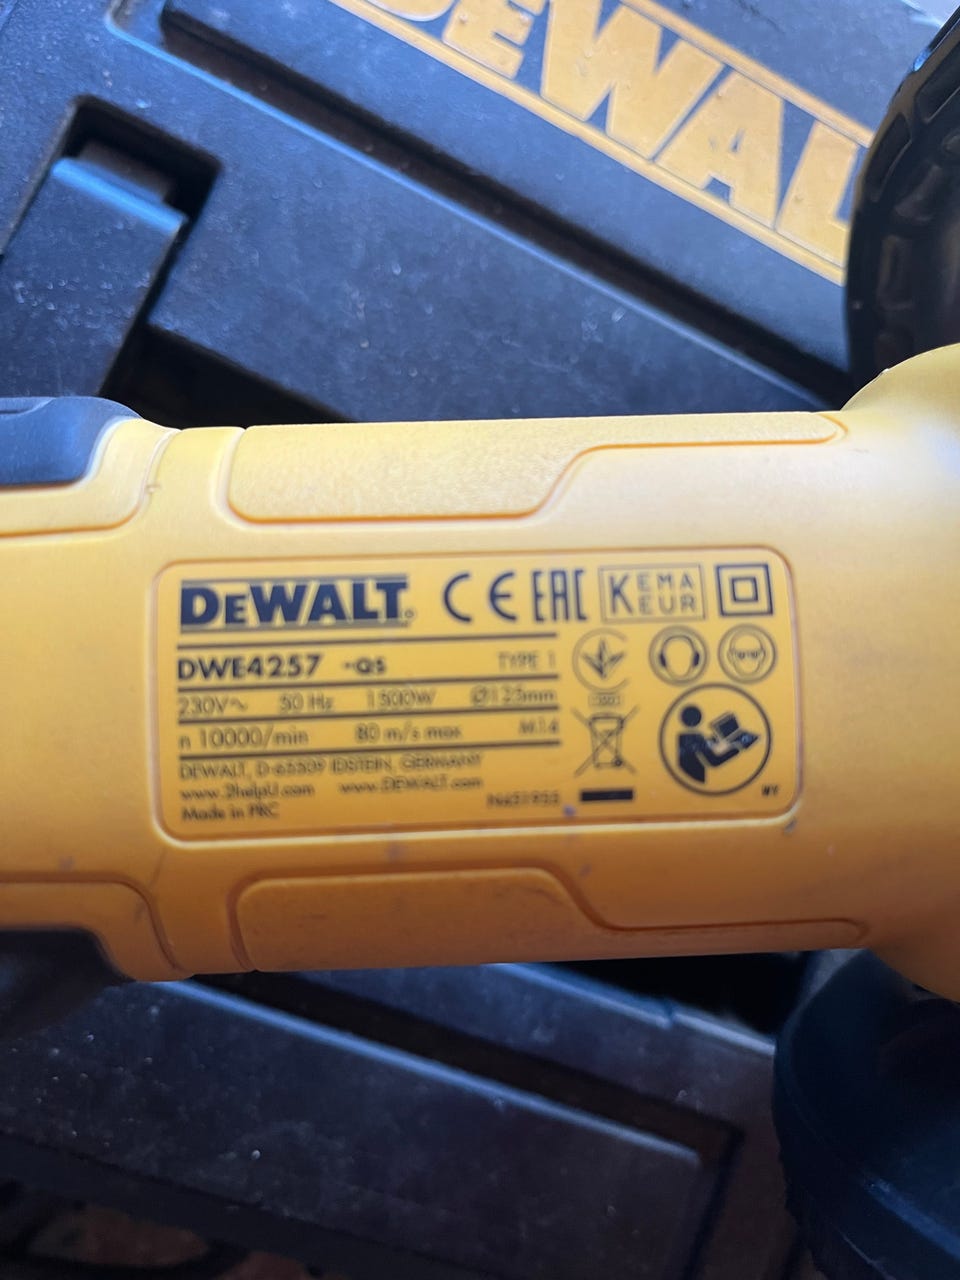 DEWAL
DEWALT
CE EAC KEMA
KEUR
DWE4257 -QS TYPE 1
230V~ 50 Hz 1500W Ø125mm
n 10000/min 80 m/s max M14
DEWALT, D-65509 IDSTEIN, GERMANY
www.2helpU.com www.DEWALT.com
Made in PRC